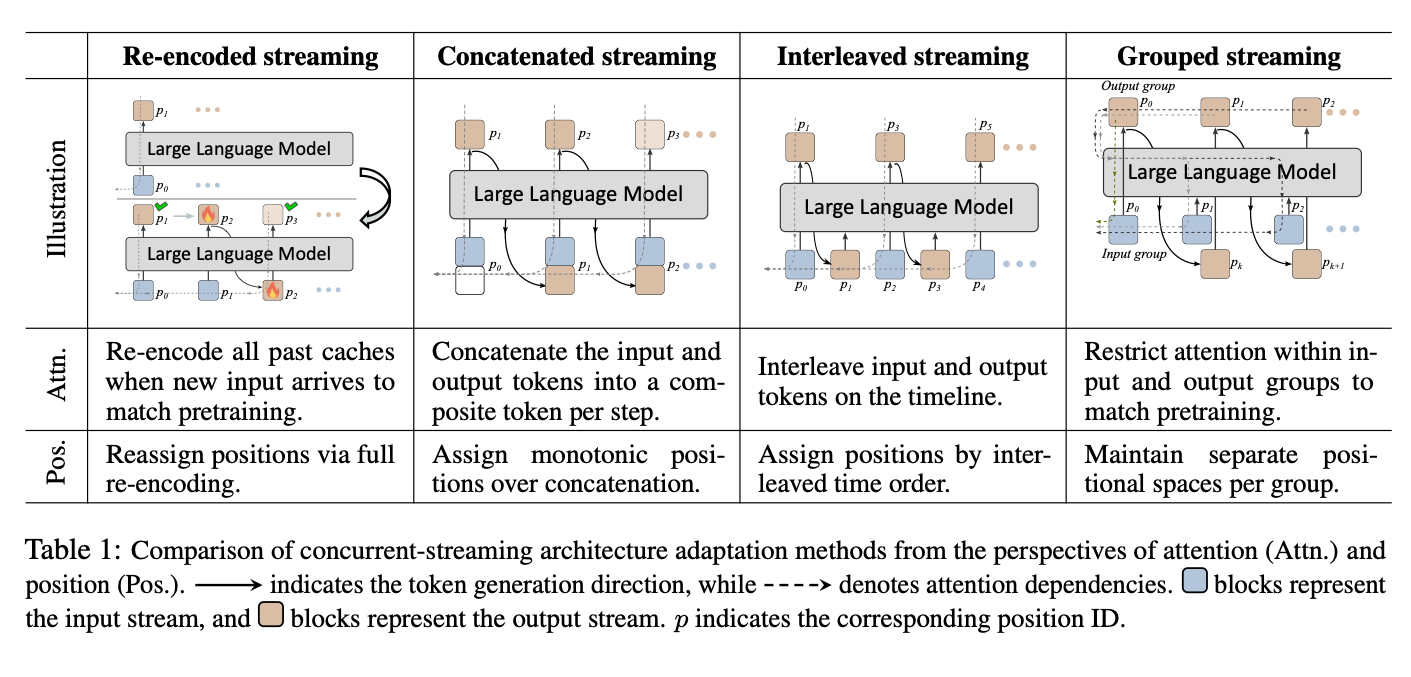 Re-encoded streaming
Concatenated streaming
Interleaved streaming
Grouped streaming
Illustration
p1
Large Language Model
p0
p1
p2
p3
Large Language Model
p0
p1
p2
p1
p2
p3
Large Language Model
p0
p1
p2
p1
p3
p5
Large Language Model
p0
p1
p2
p3
p4
Output group
p0
p1
p2
Large Language Model
p0
p1
p2
Input group
pk
pk+1
Attn.
Re-encode all past caches
when new input arrives to
match pretraining.
Concatenate the input and
output tokens into a com-
posite token per step.
Interleave input and output
tokens on the timeline.
Restrict attention within in-
put and output groups to
match pretraining.
Pos.
Reassign positions via full
re-encoding.
Assign monotonic posi-
tions over concatenation.
Assign positions by inter-
leaved time order.
Maintain separate posi-
tional spaces per group.
Table 1: Comparison of concurrent-streaming architecture adaptation methods from the perspectives of attention (Attn.) and
position (Pos.). ⟶ indicates the token generation direction, while ----> denotes attention dependencies. blocks represent
the input stream, and blocks represent the output stream. p indicates the corresponding position ID.